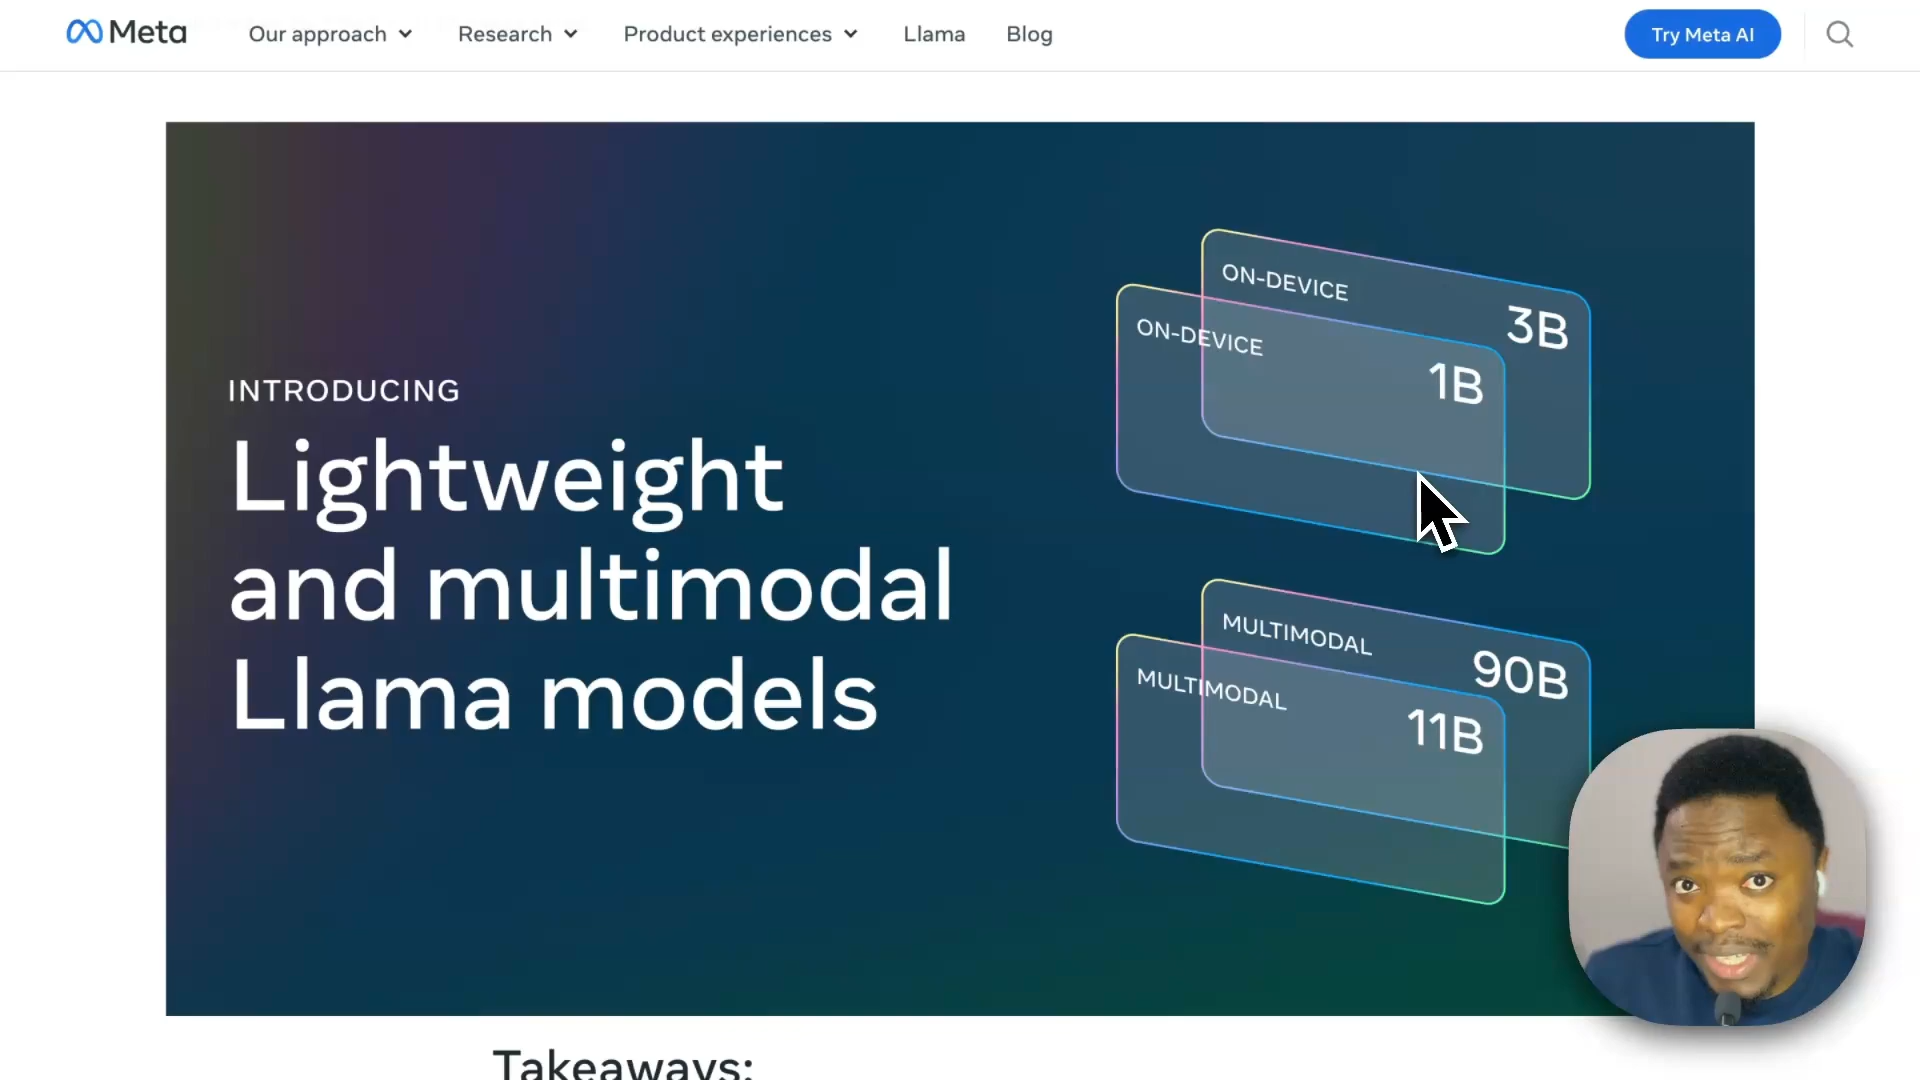 Meta
Our approach
Research
Product experiences
Llama
Blog
Try Meta AI
INTRODUCING
Lightweight
and multimodal
Llama models
ON-DEVICE
3B
ON-DEVICE
1B
MULTIMODAL
90B
MULTIMODAL
11B
Takeaways: